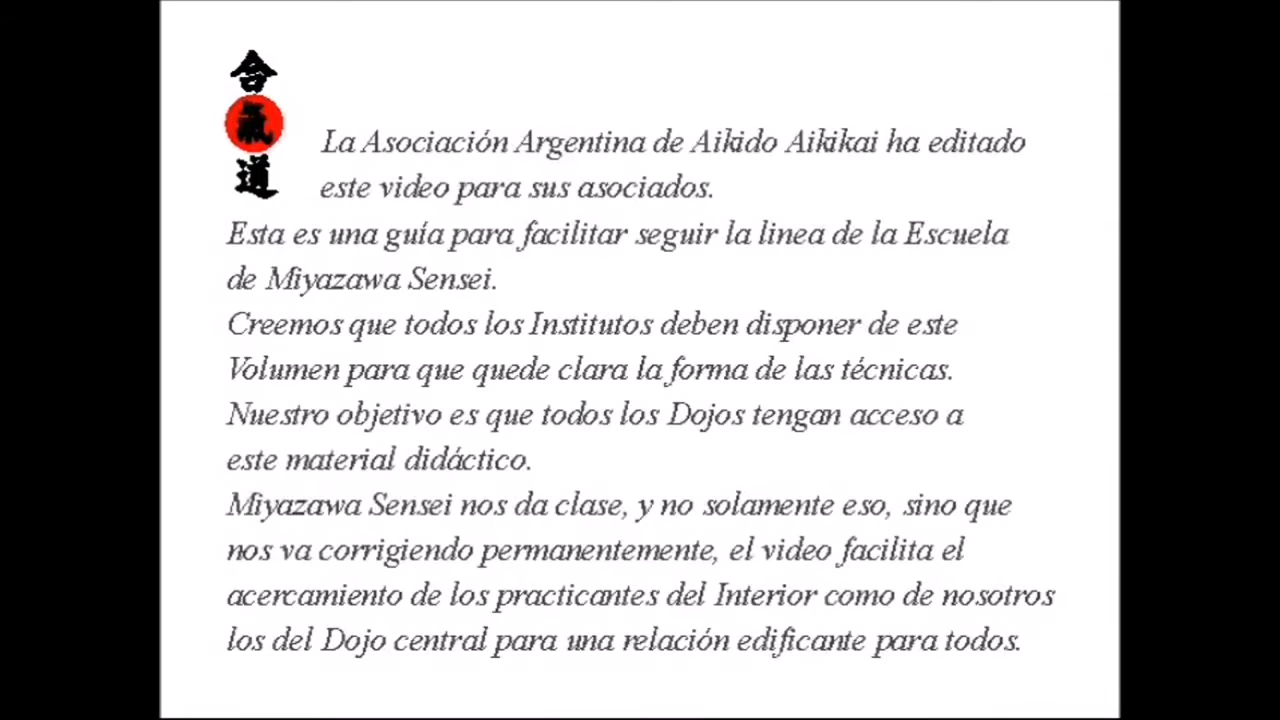 合
氣
道
La Asociación Argentina de Aikido Aikikai ha editado
este video para sus asociados.
Esta es una guía para facilitar seguir la linea de la Escuela
de Miyazawa Sensei.
Creemos que todos los Institutos deben disponer de este
Volumen para que quede clara la forma de las técnicas.
Nuestro objetivo es que todos los Dojos tengan acceso a
este material didáctico.
Miyazawa Sensei nos da clase, y no solamente eso, sino que
nos va corrigiendo permanentemente, el video facilita el
acercamiento de los practicantes del Interior como de nosotros
los del Dojo central para una relación edificante para todos.